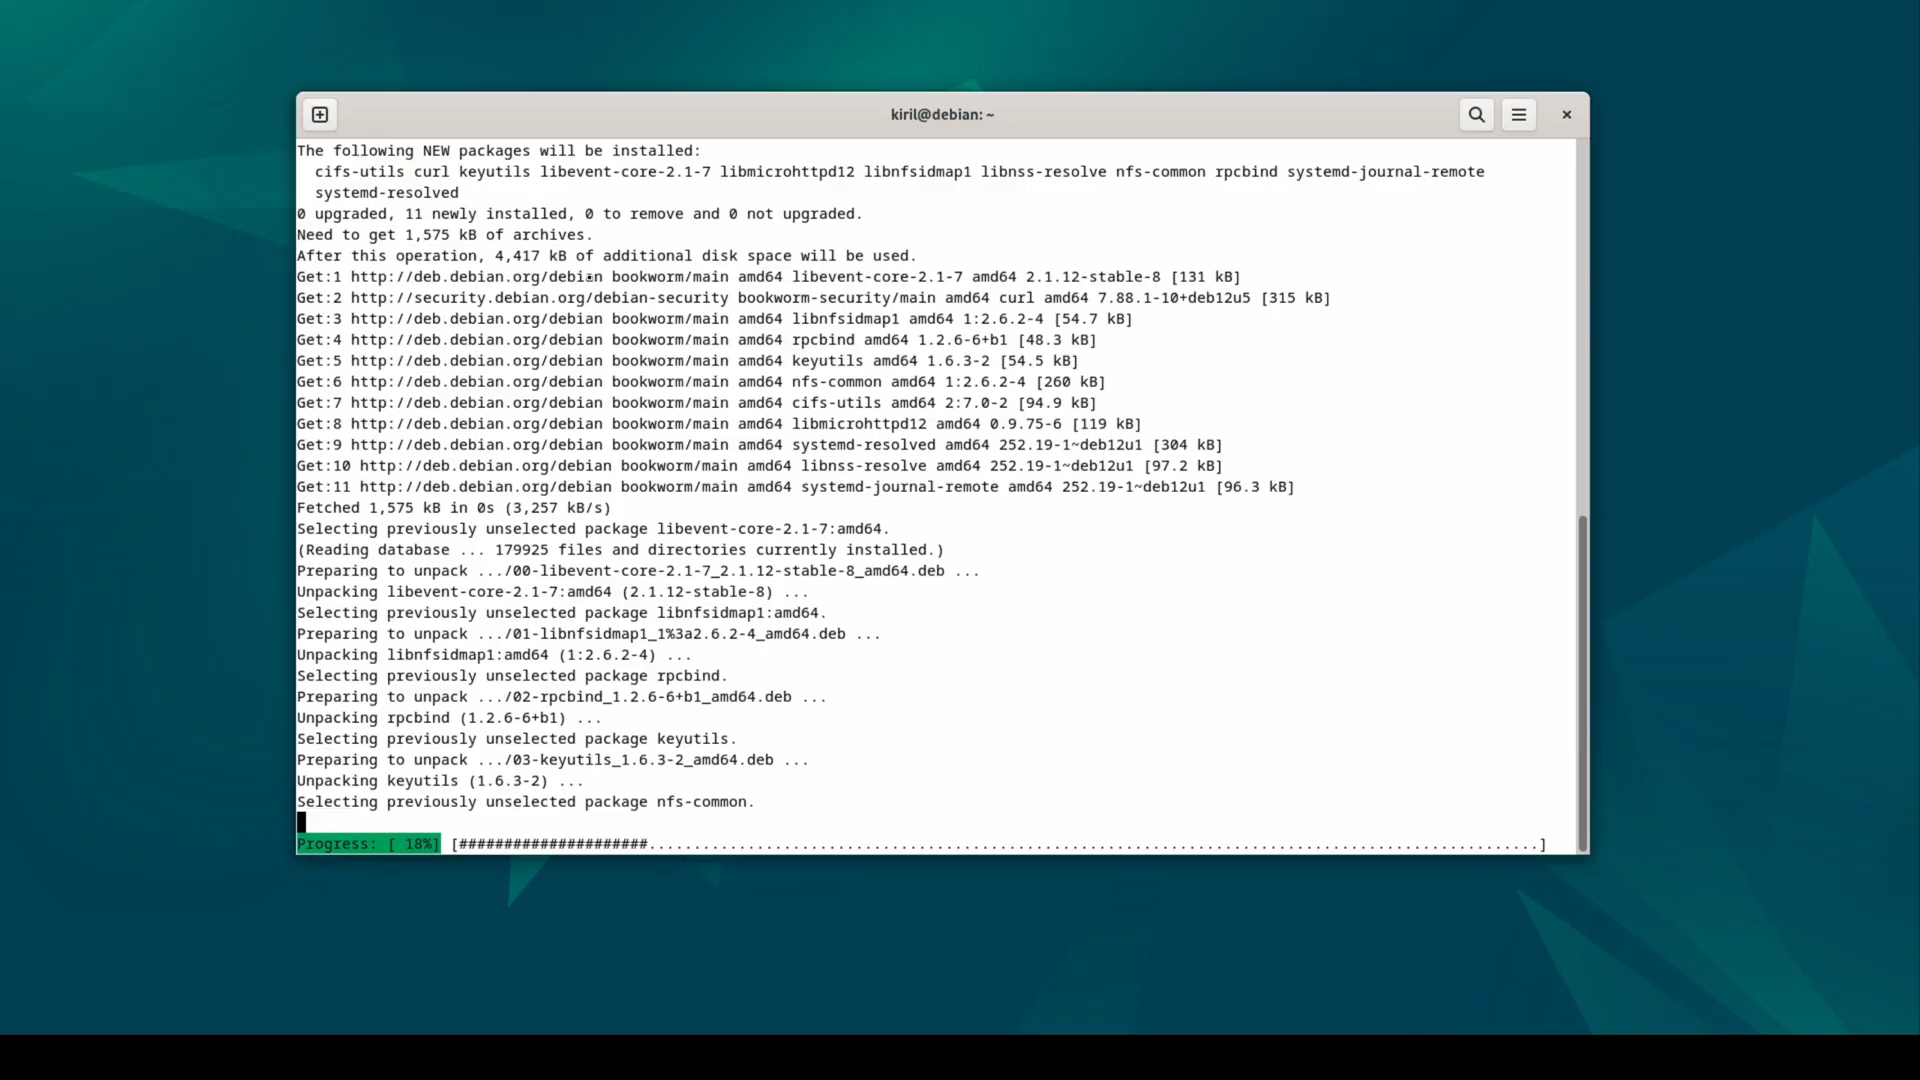 kiril@debian: ~
The following NEW packages will be installed:
  cifs-utils curl keyutils libevent-core-2.1-7 libmicrohttpd12 libnfsidmap1 libnss-resolve nfs-common rpcbind systemd-journal-remote
  systemd-resolved
0 upgraded, 11 newly installed, 0 to remove and 0 not upgraded.
Need to get 1,575 kB of archives.
After this operation, 4,417 kB of additional disk space will be used.
Get:1 http://deb.debian.org/debian bookworm/main amd64 libevent-core-2.1-7 amd64 2.1.12-stable-8 [131 kB]
Get:2 http://security.debian.org/debian-security bookworm-security/main amd64 curl amd64 7.88.1-10+deb12u5 [315 kB]
Get:3 http://deb.debian.org/debian bookworm/main amd64 libnfsidmap1 amd64 1:2.6.2-4 [54.7 kB]
Get:4 http://deb.debian.org/debian bookworm/main amd64 rpcbind amd64 1.2.6-6+b1 [48.3 kB]
Get:5 http://deb.debian.org/debian bookworm/main amd64 keyutils amd64 1.6.3-2 [54.5 kB]
Get:6 http://deb.debian.org/debian bookworm/main amd64 nfs-common amd64 1:2.6.2-4 [260 kB]
Get:7 http://deb.debian.org/debian bookworm/main amd64 cifs-utils amd64 2:7.0-2 [94.9 kB]
Get:8 http://deb.debian.org/debian bookworm/main amd64 libmicrohttpd12 amd64 0.9.75-6 [119 kB]
Get:9 http://deb.debian.org/debian bookworm/main amd64 systemd-resolved amd64 252.19-1~deb12u1 [304 kB]
Get:10 http://deb.debian.org/debian bookworm/main amd64 libnss-resolve amd64 252.19-1~deb12u1 [97.2 kB]
Get:11 http://deb.debian.org/debian bookworm/main amd64 systemd-journal-remote amd64 252.19-1~deb12u1 [96.3 kB]
Fetched 1,575 kB in 0s (3,257 kB/s)
Selecting previously unselected package libevent-core-2.1-7:amd64.
(Reading database ... 179925 files and directories currently installed.)
Preparing to unpack .../00-libevent-core-2.1-7_2.1.12-stable-8_amd64.deb ...
Unpacking libevent-core-2.1-7:amd64 (2.1.12-stable-8) ...
Selecting previously unselected package libnfsidmap1:amd64.
Preparing to unpack .../01-libnfsidmap1_1%3a2.6.2-4_amd64.deb ...
Unpacking libnfsidmap1:amd64 (1:2.6.2-4) ...
Selecting previously unselected package rpcbind.
Preparing to unpack .../02-rpcbind_1.2.6-6+b1_amd64.deb ...
Unpacking rpcbind (1.2.6-6+b1) ...
Selecting previously unselected package keyutils.
Preparing to unpack .../03-keyutils_1.6.3-2_amd64.deb ...
Unpacking keyutils (1.6.3-2) ...
Selecting previously unselected package nfs-common.
Progress: [ 18%] [#####################...................................................................................................]